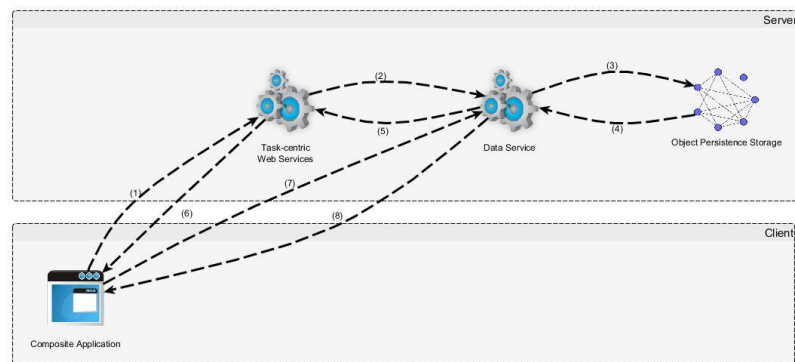 Server
(2)
(3)
(5)
(4)
Task-centric
Web Services
Data Service
Object Persistence Storage
(1)
(6)
(7)
(8)
Client
Composite Application